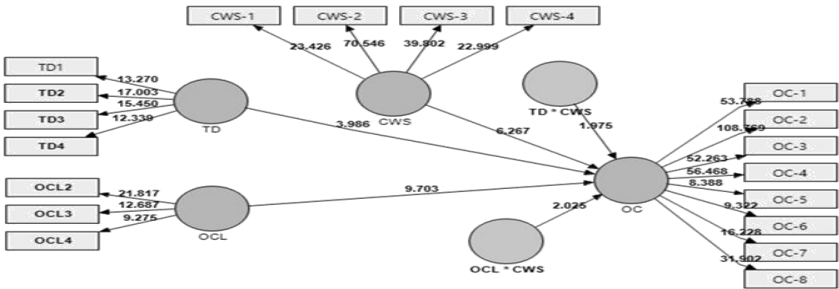 CWS-1
CWS-2
CWS-3
CWS-4
23.426
70.546
39.802
22.999
TD1
TD2
TD3
TD4
13.270
17.003
15.450
12.339
TD
CWS
TD * CWS
3.986
6.267
1.975
OCL2
OCL3
OCL4
21.817
12.687
9.275
OCL
9.703
OC
2.025
OCL * CWS
53.788
108.769
52.263
56.468
8.388
9.322
16.228
31.902
OC-1
OC-2
OC-3
OC-4
OC-5
OC-6
OC-7
OC-8